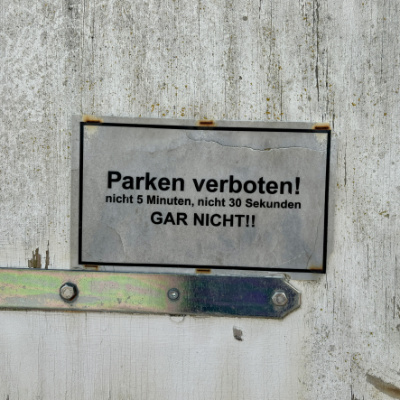 Parken verboten!
nicht 5 Minuten, nicht 30 Sekunden
GAR NICHT!!